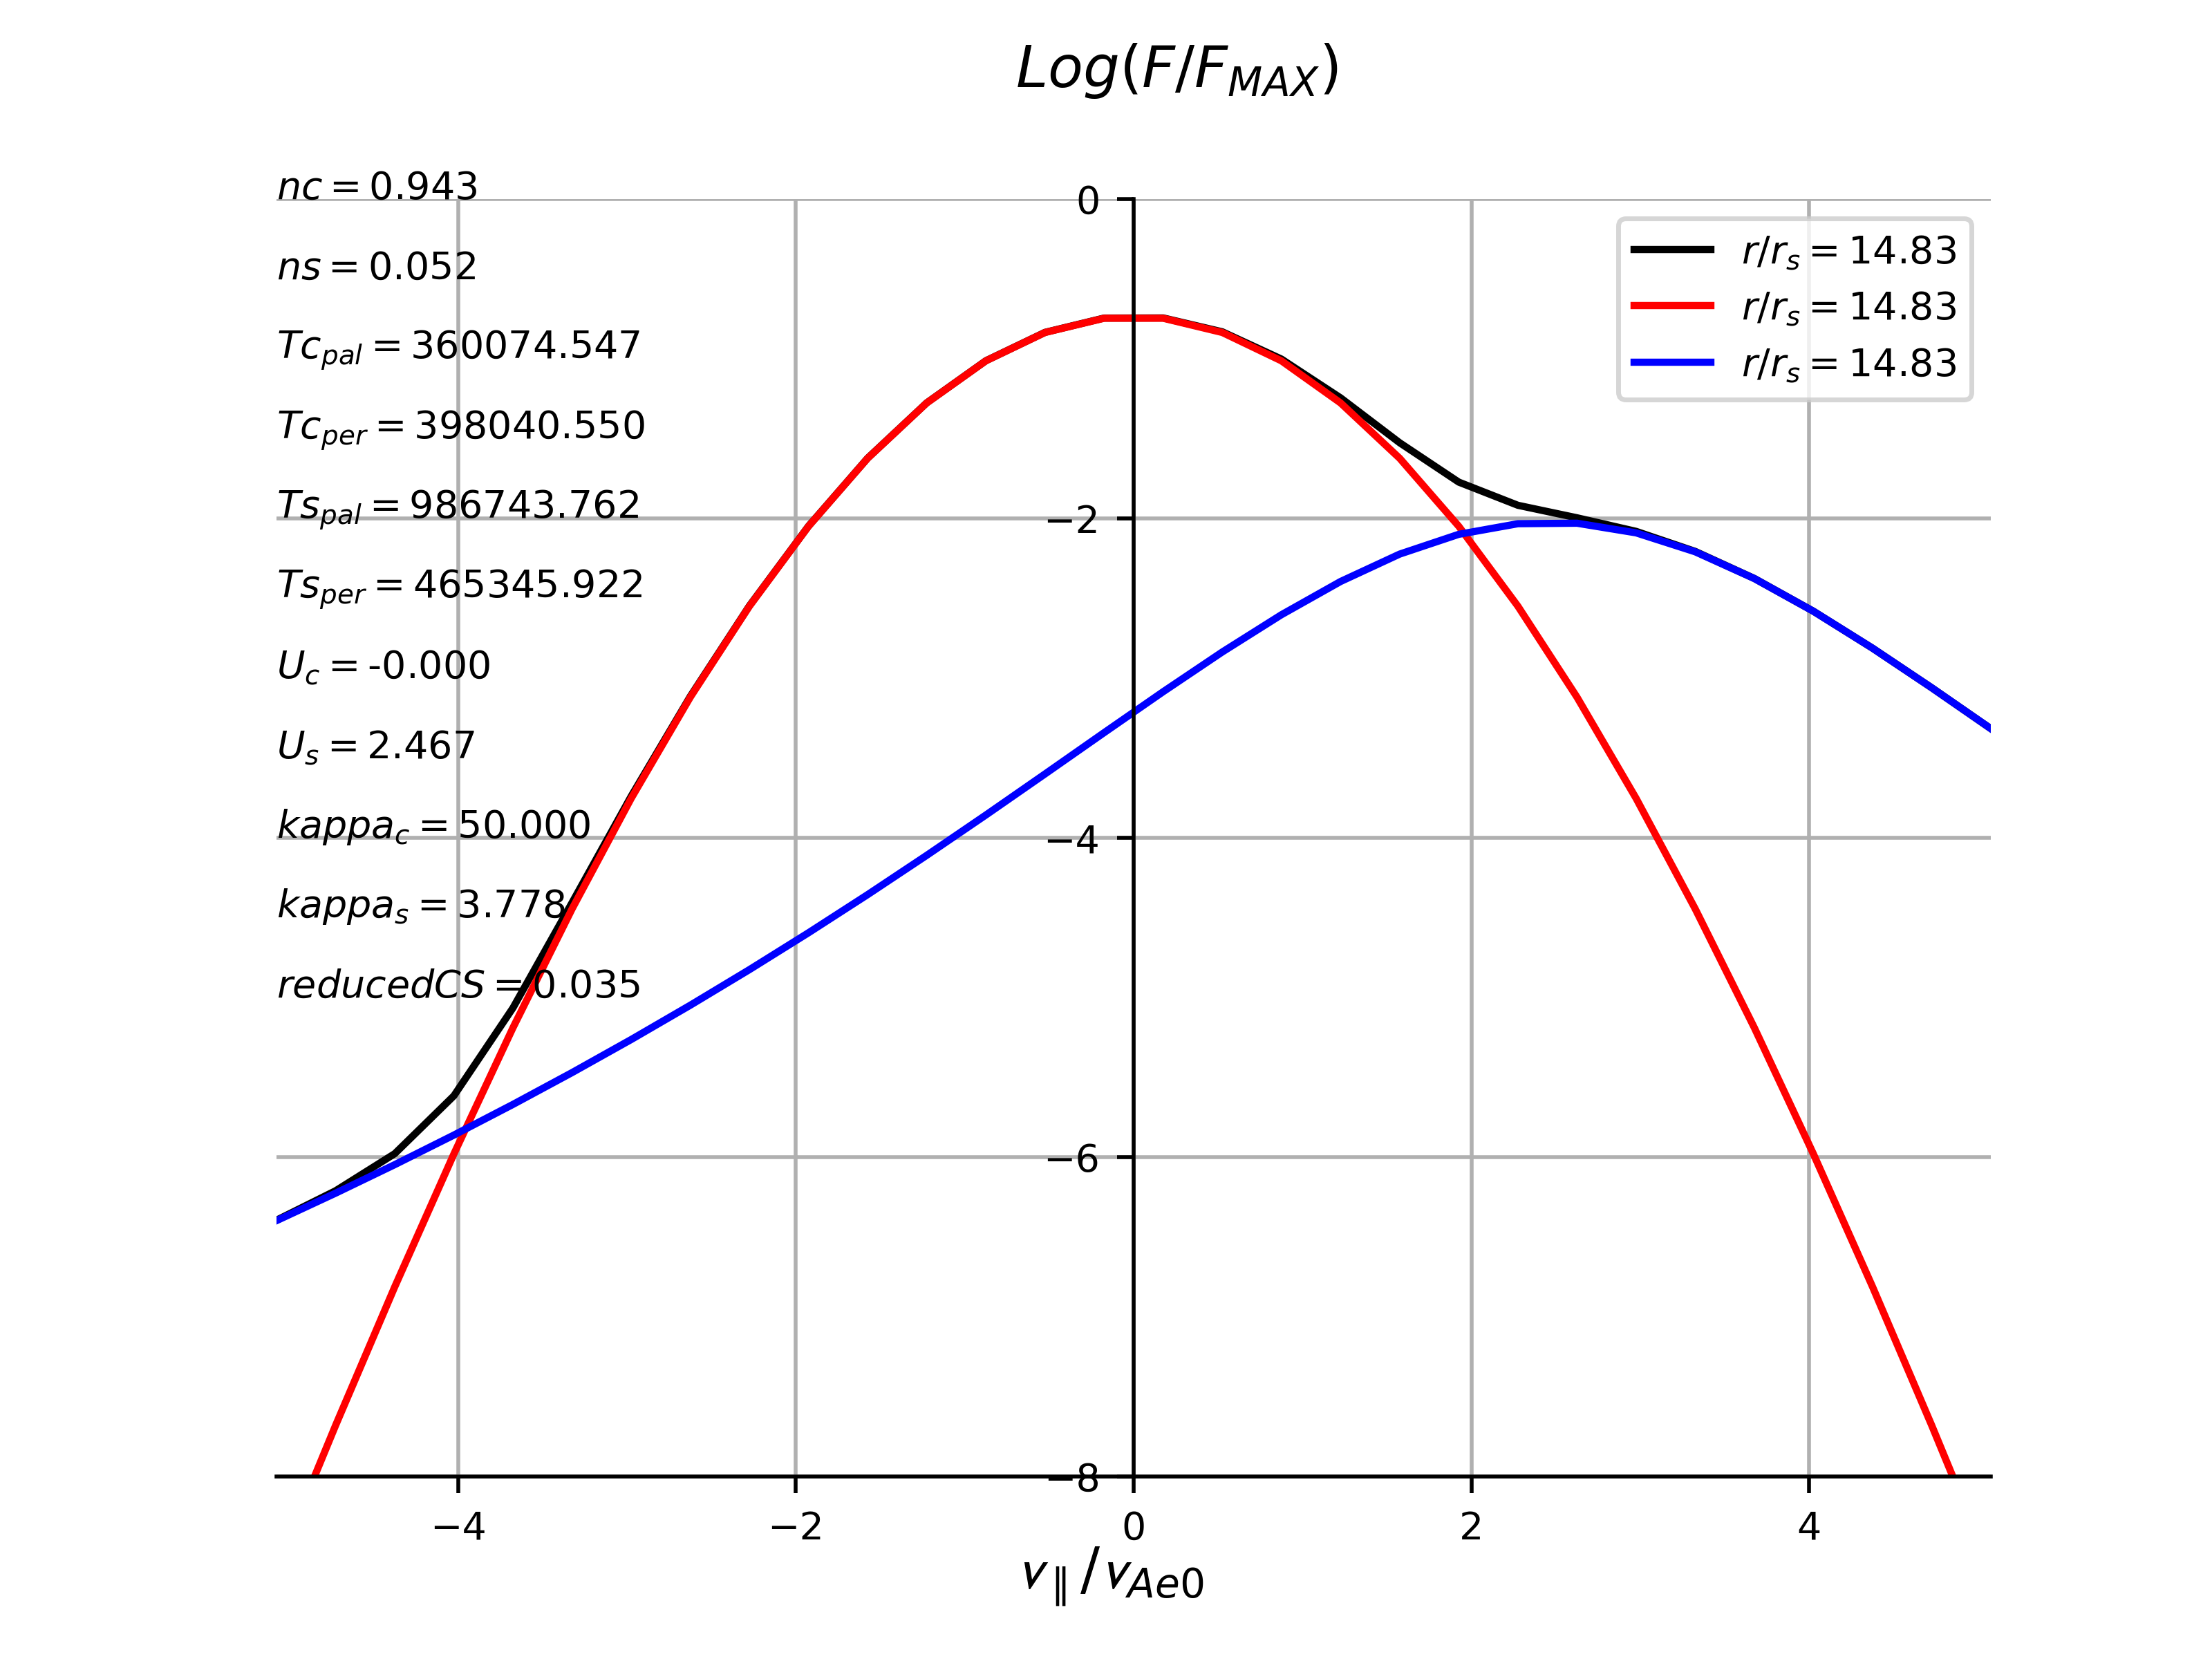 Log(F/F_MAX)
nc = 0.943
ns = 0.052
Tc_pal = 360074.547
Tc_per = 398040.550
Ts_pal = 986743.762
Ts_per = 465345.922
U_c = -0.000
U_s = 2.467
kappa_c = 50.000
kappa_s = 3.778
reducedCS = 0.035
r/r_s = 14.83
r/r_s = 14.83
r/r_s = 14.83
0
−2
−4
−6
−8
−4 −2 0 2 4
v_∥/v_Ae0